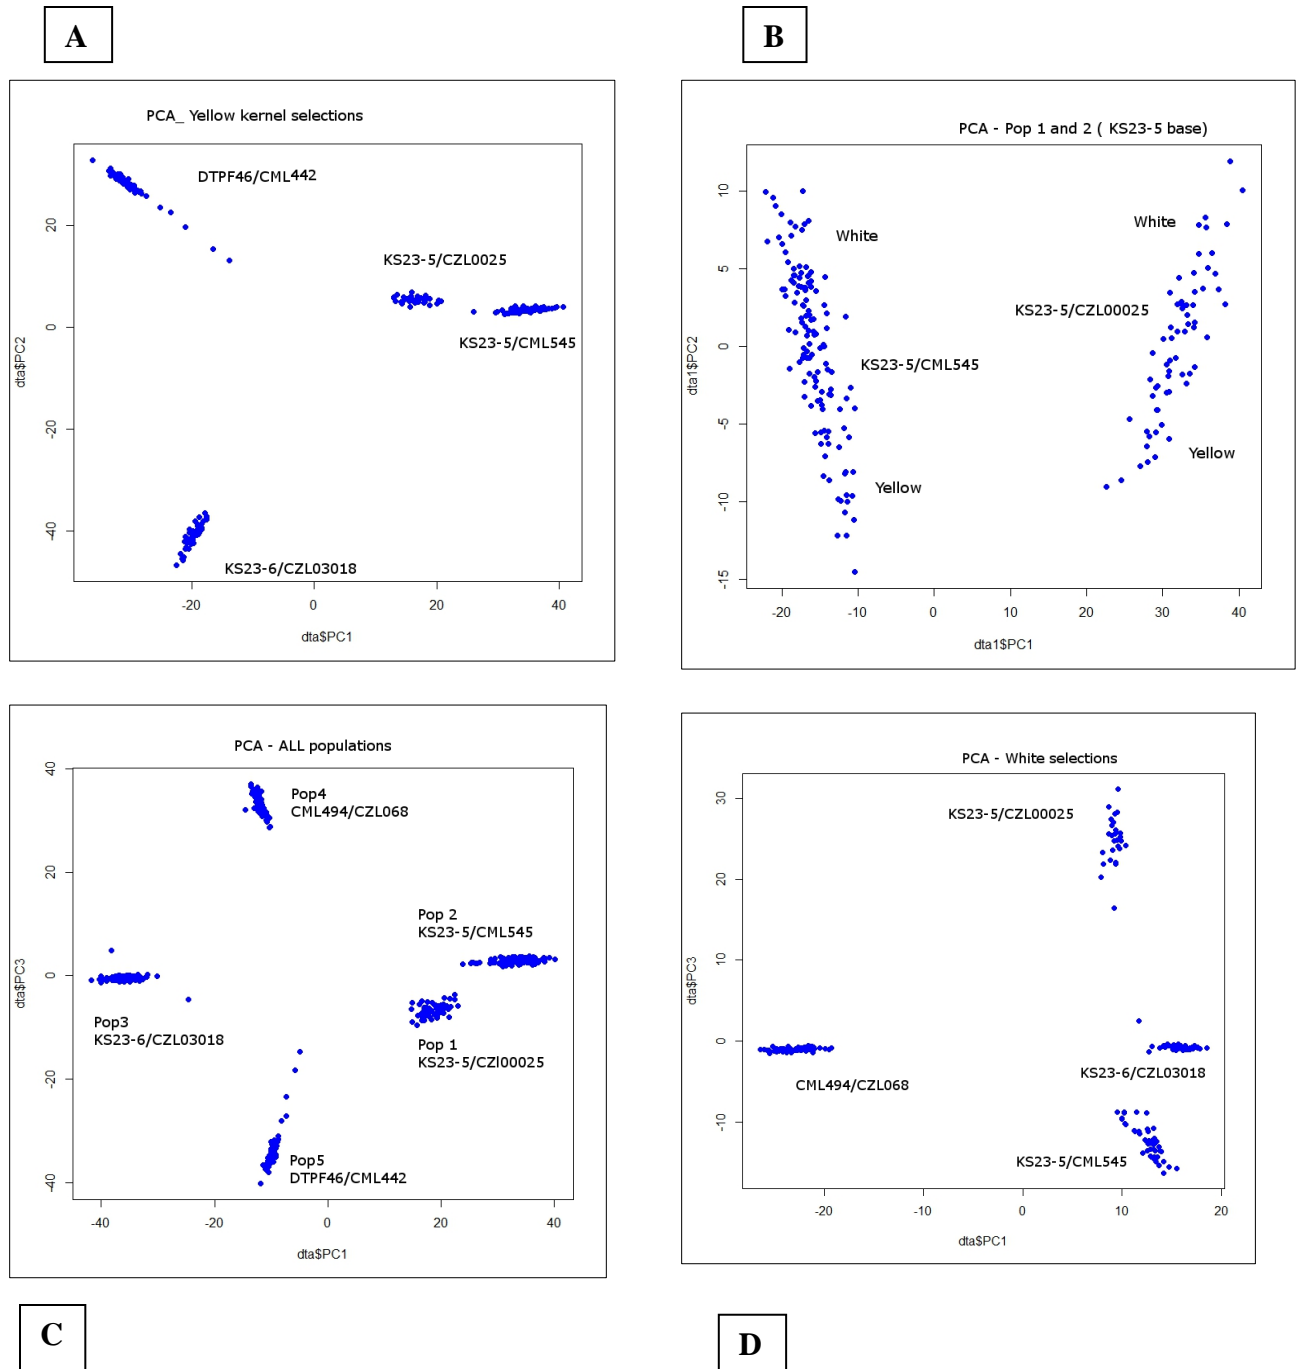 A
B
PCA_ Yellow kernel selections
DTPF46/CML442
KS23-5/CZL0025
KS23-5/CML545
KS23-6/CZL03018
20
0
-20
-40
dta$PC2
-20
0
20
40
dta$PC1
PCA - Pop 1 and 2 ( KS23-5 base)
White
White
KS23-5/CZL00025
KS23-5/CML545
Yellow
Yellow
10
5
0
-5
-10
-15
dta1$PC2
-20
-10
0
10
20
30
40
dta1$PC1
PCA - ALL populations
Pop4
CML494/CZL068
Pop 2
KS23-5/CML545
Pop3
KS23-6/CZL03018
Pop 1
KS23-5/CZl00025
Pop5
DTPF46/CML442
40
20
0
-20
-40
dta$PC3
-40
-20
0
20
40
dta$PC1
PCA - White selections
KS23-5/CZL00025
CML494/CZL068
KS23-6/CZL03018
KS23-5/CML545
30
20
10
0
-10
dta$PC3
-20
-10
0
10
20
dta$PC1
C
D